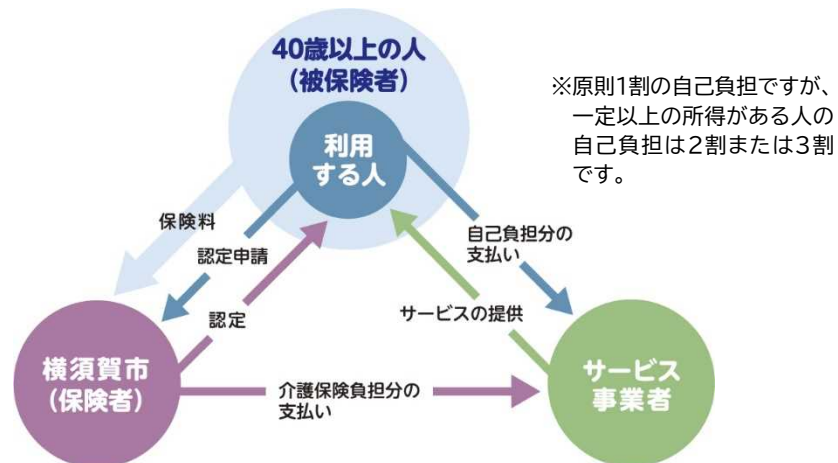 40歳以上の人
(被保険者)
※原則1割の自己負担ですが、
一定以上の所得がある人の
自己負担は2割または3割
です。
利用
する人
保険料
認定申請
認定
自己負担分の
支払い
サービスの提供
横須賀市
(保険者)
介護保険負担分の
支払い
サービス
事業者